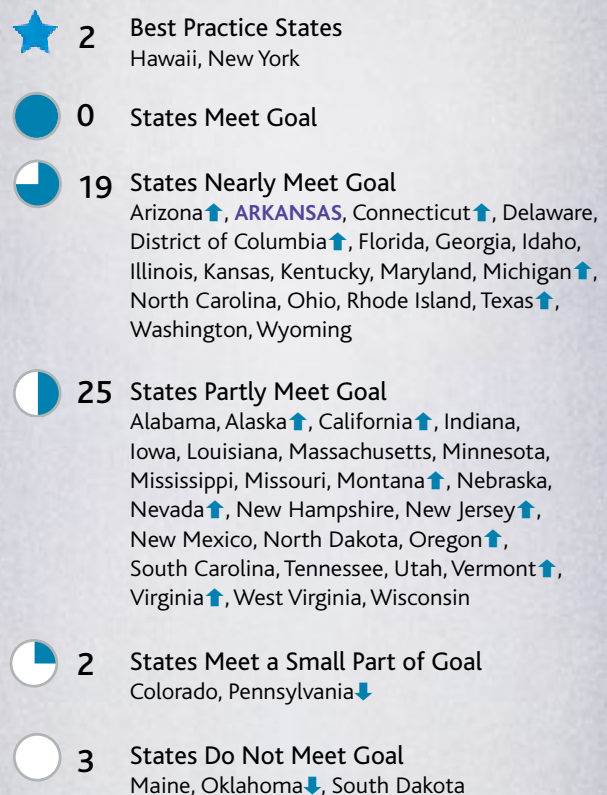 2 Best Practice States
Hawaii, New York
0 States Meet Goal
19 States Nearly Meet Goal
Arizona⬆, ARKANSAS, Connecticut⬆, Delaware,
District of Columbia⬆, Florida, Georgia, Idaho,
Illinois, Kansas, Kentucky, Maryland, Michigan⬆,
North Carolina, Ohio, Rhode Island, Texas⬆,
Washington, Wyoming
25 States Partly Meet Goal
Alabama, Alaska⬆, California⬆, Indiana,
Iowa, Louisiana, Massachusetts, Minnesota,
Mississippi, Missouri, Montana⬆, Nebraska,
Nevada⬆, New Hampshire, New Jersey⬆,
New Mexico, North Dakota, Oregon⬆,
South Carolina, Tennessee, Utah, Vermont⬆,
Virginia⬆, West Virginia, Wisconsin
2 States Meet a Small Part of Goal
Colorado, Pennsylvania⬇
3 States Do Not Meet Goal
Maine, Oklahoma⬇, South Dakota